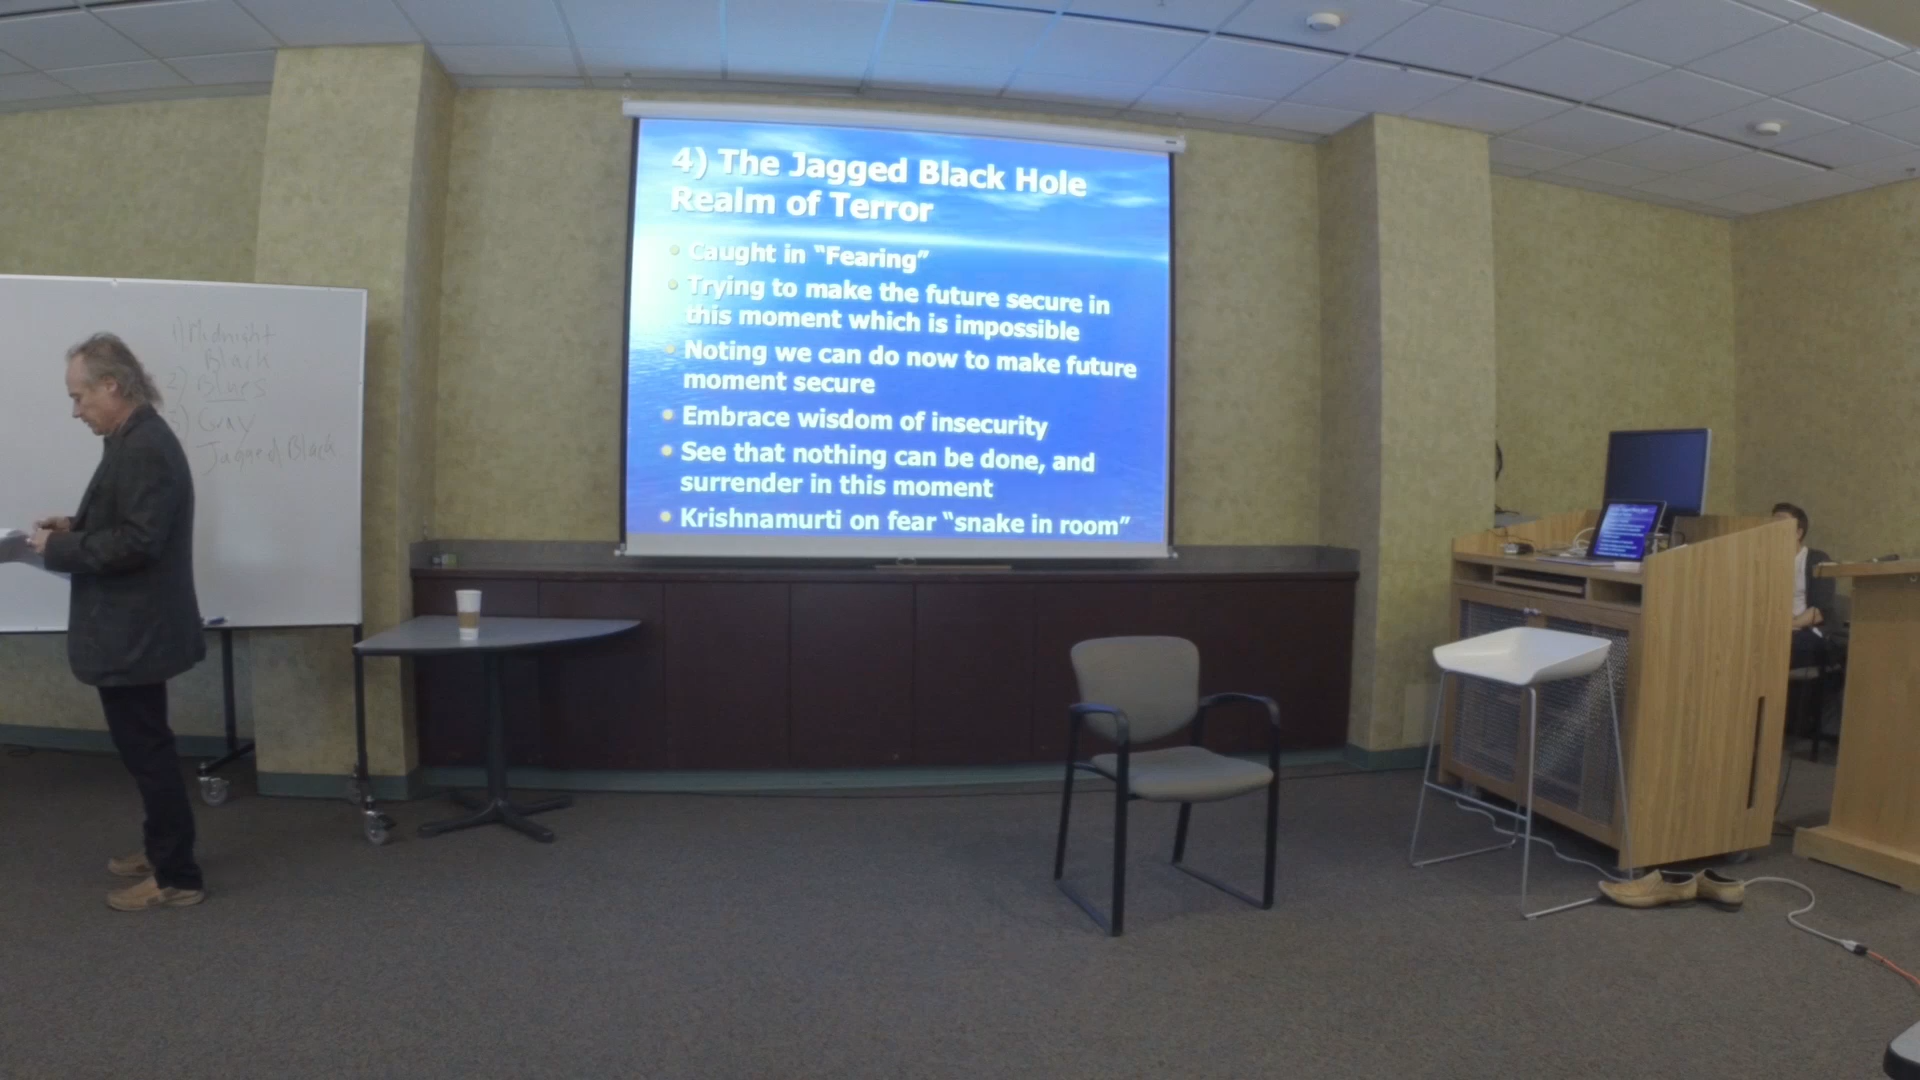 4) The Jagged Black Hole
Realm of Terror
Caught in “Fearing”
Trying to make the future secure in
this moment which is impossible
Noting we can do now to make future
moment secure
Embrace wisdom of insecurity
See that nothing can be done, and
surrender in this moment
Krishnamurti on fear “snake in room”
1) Midnight
Black
2) Blues
3) Gray
Jagged Black